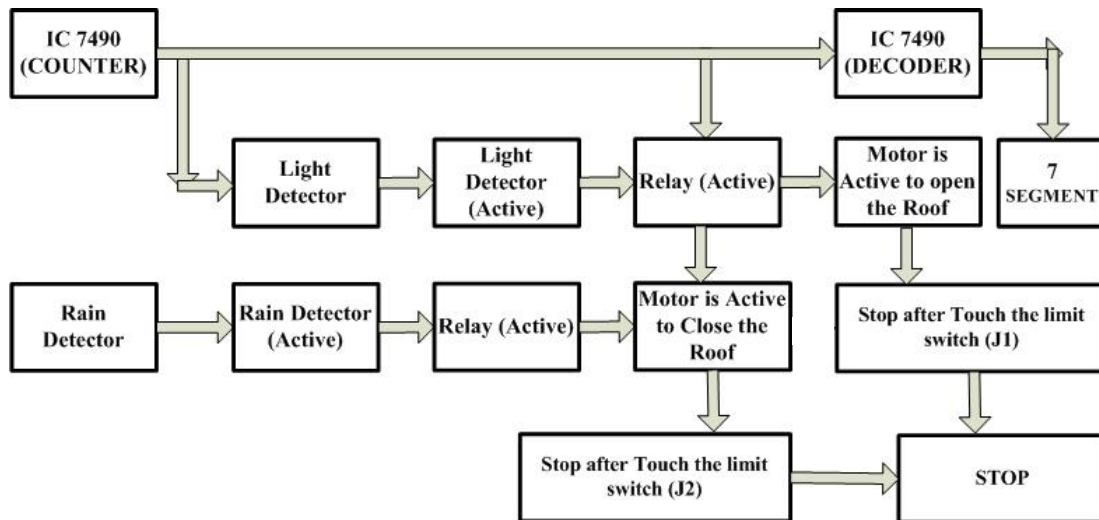 IC 7490
(COUNTER)
IC 7490
(DECODER)
Light
Detector
Light
Detector
(Active)
Relay (Active)
Motor is
Active to open
the Roof
7
SEGMENT
Rain
Detector
Rain Detector
(Active)
Relay (Active)
Motor is Active
to Close the
Roof
Stop after Touch the limit
switch (J1)
Stop after Touch the limit
switch (J2)
STOP